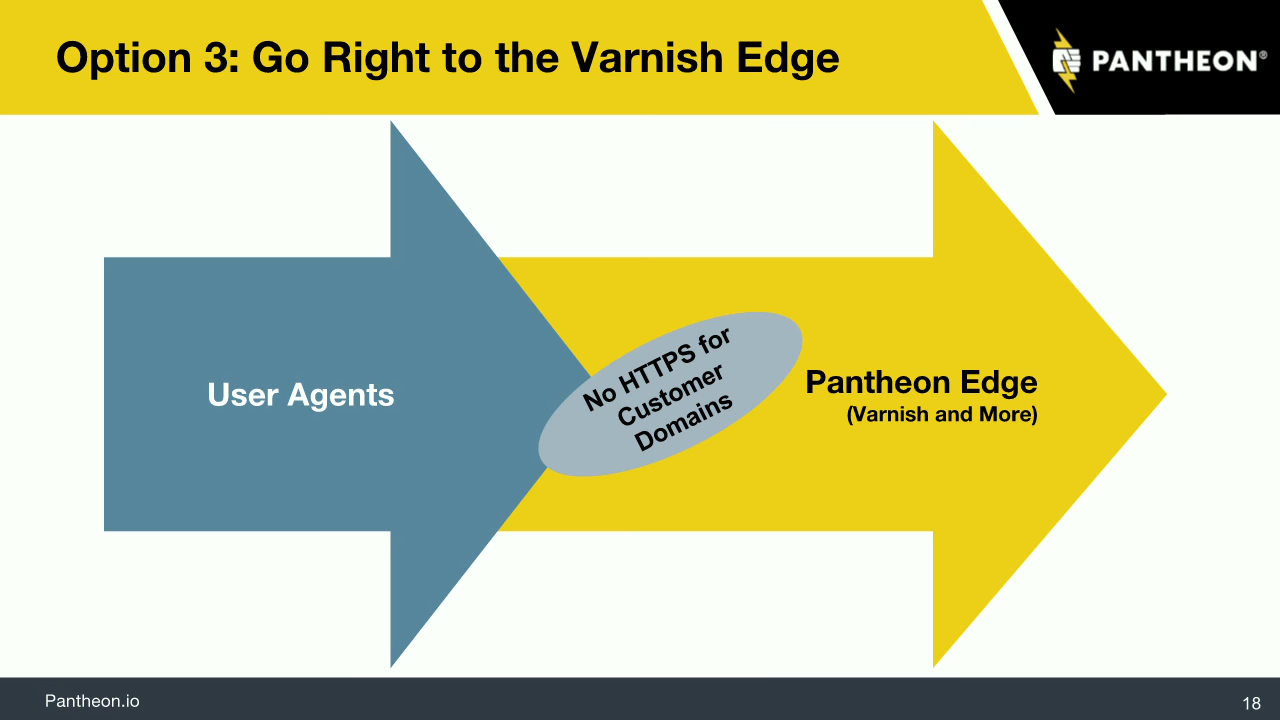 Option 3: Go Right to the Varnish Edge
PANTHEON®
User Agents
No HTTPS for
Customer
Domains
Pantheon Edge
(Varnish and More)
Pantheon.io
18